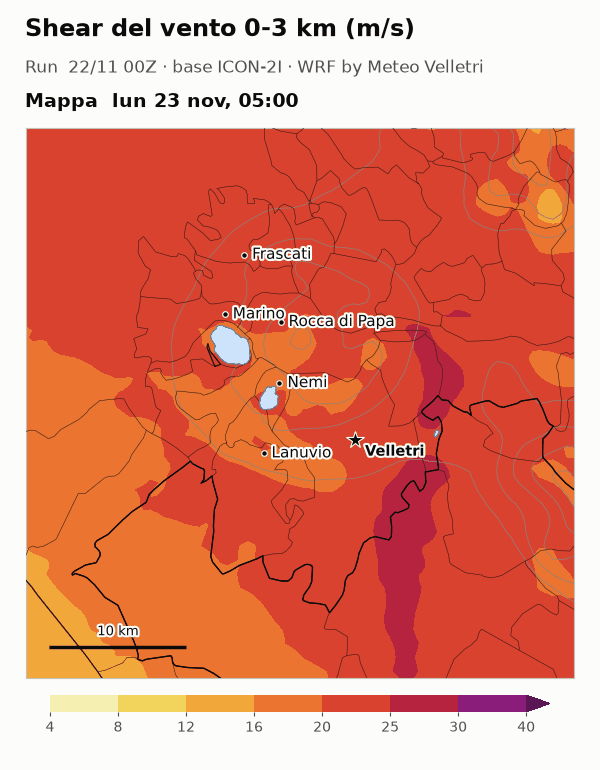 Shear del vento 0-3 km (m/s)
Run  22/11 00Z · base ICON-2I · WRF by Meteo Velletri
Mappa  lun 23 nov, 05:00
Frascati
Marino
Rocca di Papa
Nemi
Velletri
Lanuvio
10 km
4 8 12 16 20 25 30 40